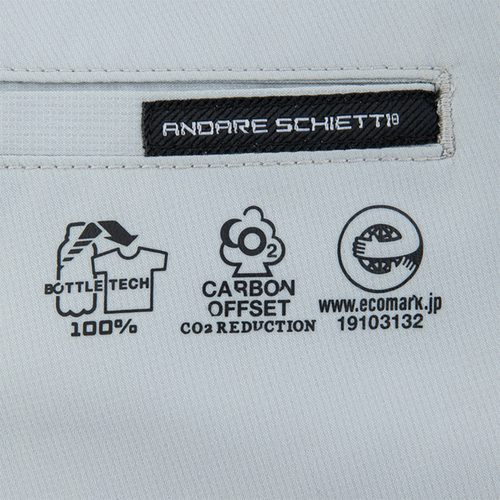 ANDARE SCHIETTI®
BOTTLE TECH
100%
CO2
CARBON
OFFSET
CO2 REDUCTION
e
www.ecomark.jp
19103132